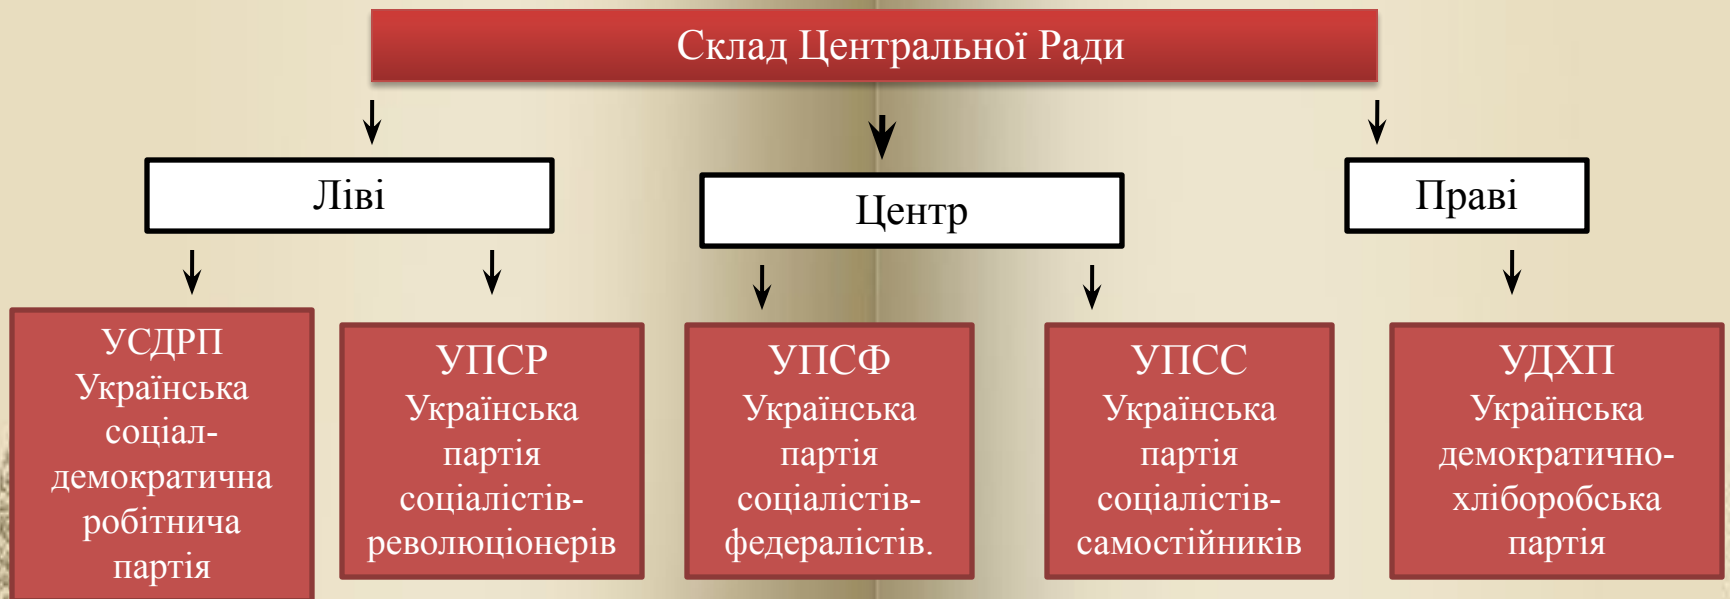 Склад Центральної Ради
Ліві
Центр
Праві
УСДРП
Українська
соціал-
демократична
робітнича
партія
УПСР
Українська
партія
соціалістів-
революціонерів
УПСФ
Українська
партія
соціалістів-
федералістів.
УПСС
Українська
партія
соціалістів-
самостійників
УДХП
Українська
демократично-
хліборобська
партія